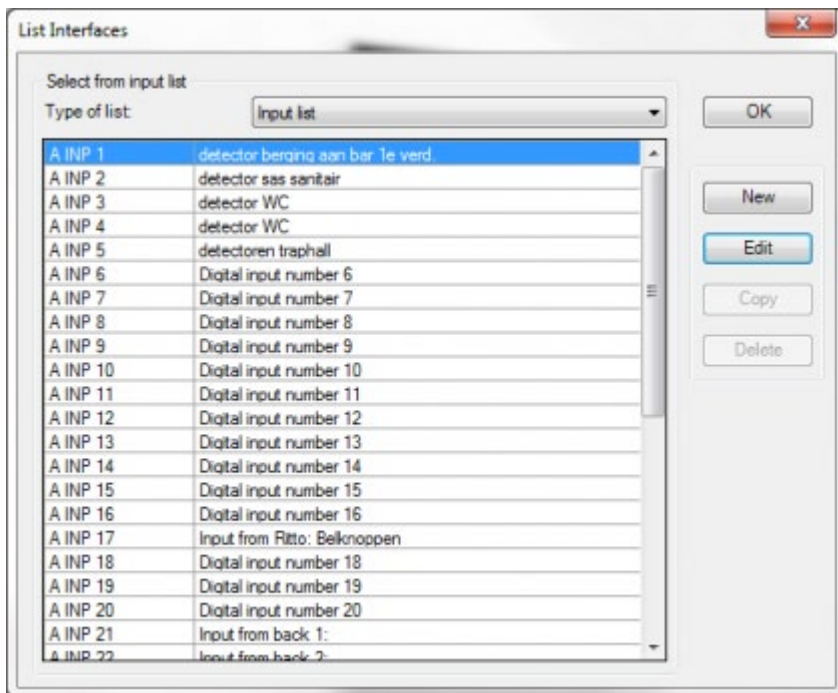 List Interfaces
Select from input list
Type of list: Input list
OK
A INP 1 detector berging aan bar 1e verd.
A INP 2 detector sas sanitair
A INP 3 detector WC
A INP 4 detector WC
A INP 5 detectoren traphall
A INP 6 Digital input number 6
A INP 7 Digital input number 7
A INP 8 Digital input number 8
A INP 9 Digital input number 9
A INP 10 Digital input number 10
A INP 11 Digital input number 11
A INP 12 Digital input number 12
A INP 13 Digital input number 13
A INP 14 Digital input number 14
A INP 15 Digital input number 15
A INP 16 Digital input number 16
A INP 17 Input from Ritto: Belknoppen
A INP 18 Digital input number 18
A INP 19 Digital input number 19
A INP 20 Digital input number 20
A INP 21 Input from back 1:
A INP 22 Input from back 2:
New
Edit
Copy
Delete